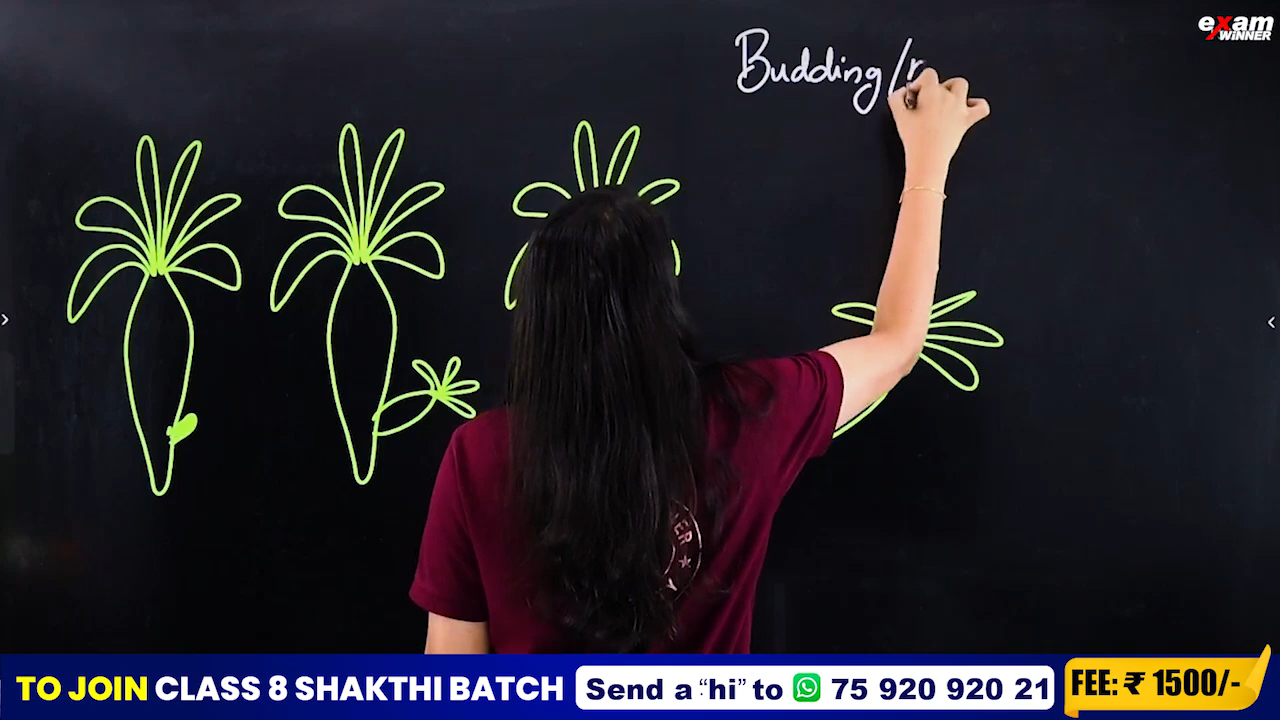 exam
WINNER
Budding /
TO JOIN CLASS 8 SHAKTHI BATCH
Send a “hi” to 75 920 920 21
FEE: ₹ 1500/-